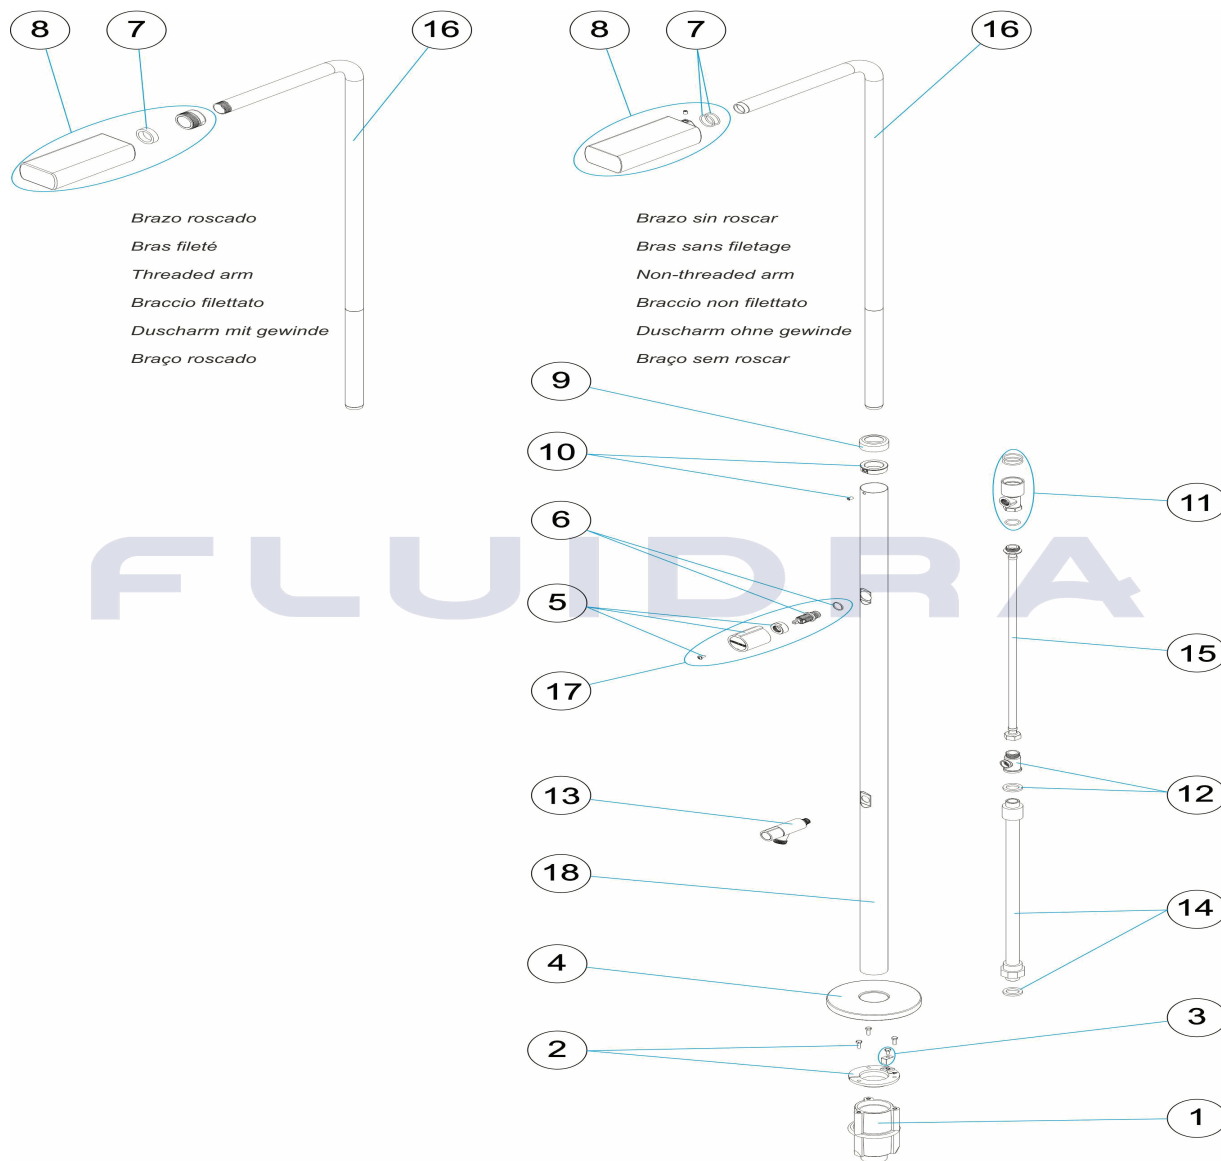 8 7 16 8 7 16
Brazo roscado
Bras fileté
Threaded arm
Braccio filettato
Duscharm mit gewinde
Braço roscado
Brazo sin roscar
Bras sans filetage
Non-threaded arm
Braccio non filettato
Duscharm ohne gewinde
Braço sem roscar
9
10
11
6
FLUIDRA
5
15
17
13
12
18
14
4
3
2
1